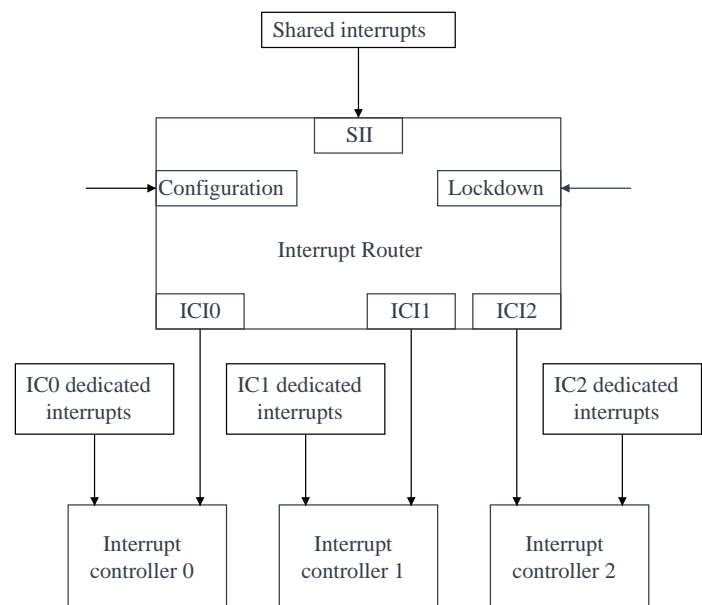 Shared interrupts
SII
Configuration
Lockdown
Interrupt Router
ICI0
ICI1
ICI2
IC0 dedicated
interrupts
IC1 dedicated
interrupts
IC2 dedicated
interrupts
Interrupt
controller 0
Interrupt
controller 1
Interrupt
controller 2